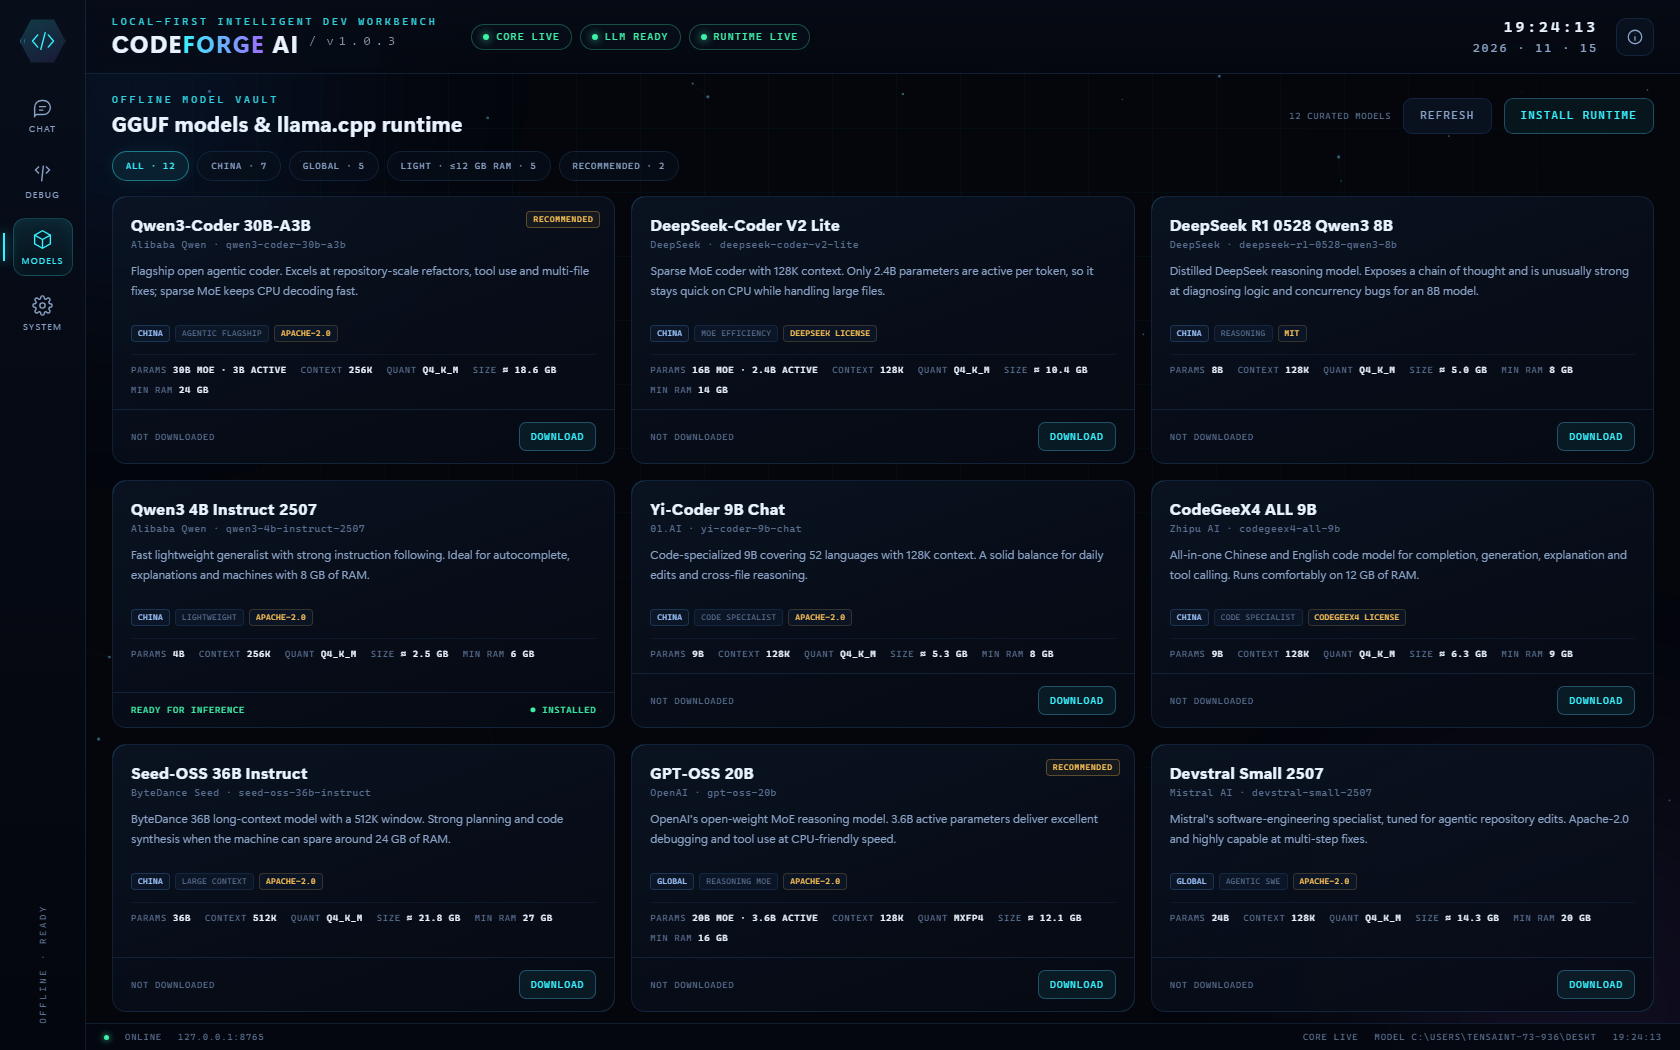 LOCAL-FIRST INTELLIGENT DEV WORKBENCH
CODEFORGE AI / v1.0.3
CORE LIVE
LLM READY
RUNTIME LIVE
19:24:13
2026 · 11 · 15
CHAT
DEBUG
MODELS
SYSTEM
OFFLINE · READY
OFFLINE MODEL VAULT
GGUF models & llama.cpp runtime
12 CURATED MODELS
REFRESH
INSTALL RUNTIME
ALL · 12
CHINA · 7
GLOBAL · 5
LIGHT · ≤12 GB RAM · 5
RECOMMENDED · 2
Qwen3-Coder 30B-A3B
RECOMMENDED
Alibaba Qwen · qwen3-coder-30b-a3b
Flagship open agentic coder. Excels at repository-scale refactors, tool use and multi-file
fixes; sparse MoE keeps CPU decoding fast.
CHINA AGENTIC FLAGSHIP APACHE-2.0
PARAMS 30B MOE · 3B ACTIVE CONTEXT 256K QUANT Q4_K_M SIZE ≈ 18.6 GB
MIN RAM 24 GB
NOT DOWNLOADED
DOWNLOAD
DeepSeek-Coder V2 Lite
DeepSeek · deepseek-coder-v2-lite
Sparse MoE coder with 128K context. Only 2.4B parameters are active per token, so it
stays quick on CPU while handling large files.
CHINA MOE EFFICIENCY DEEPSEEK LICENSE
PARAMS 16B MOE · 2.4B ACTIVE CONTEXT 128K QUANT Q4_K_M SIZE ≈ 10.4 GB
MIN RAM 14 GB
NOT DOWNLOADED
DOWNLOAD
DeepSeek R1 0528 Qwen3 8B
DeepSeek · deepseek-r1-0528-qwen3-8b
Distilled DeepSeek reasoning model. Exposes a chain of thought and is unusually strong
at diagnosing logic and concurrency bugs for an 8B model.
CHINA REASONING MIT
PARAMS 8B CONTEXT 128K QUANT Q4_K_M SIZE ≈ 5.0 GB MIN RAM 8 GB
NOT DOWNLOADED
DOWNLOAD
Qwen3 4B Instruct 2507
Alibaba Qwen · qwen3-4b-instruct-2507
Fast lightweight generalist with strong instruction following. Ideal for autocomplete,
explanations and machines with 8 GB of RAM.
CHINA LIGHTWEIGHT APACHE-2.0
PARAMS 4B CONTEXT 256K QUANT Q4_K_M SIZE ≈ 2.5 GB MIN RAM 6 GB
READY FOR INFERENCE
INSTALLED
Yi-Coder 9B Chat
01.AI · yi-coder-9b-chat
Code-specialized 9B covering 52 languages with 128K context. A solid balance for daily
edits and cross-file reasoning.
CHINA CODE SPECIALIST APACHE-2.0
PARAMS 9B CONTEXT 128K QUANT Q4_K_M SIZE ≈ 5.3 GB MIN RAM 8 GB
NOT DOWNLOADED
DOWNLOAD
CodeGeeX4 ALL 9B
Zhipu AI · codegeex4-all-9b
All-in-one Chinese and English code model for completion, generation, explanation and
tool calling. Runs comfortably on 12 GB of RAM.
CHINA CODE SPECIALIST CODEGEEX4 LICENSE
PARAMS 9B CONTEXT 128K QUANT Q4_K_M SIZE ≈ 6.3 GB MIN RAM 9 GB
NOT DOWNLOADED
DOWNLOAD
Seed-OSS 36B Instruct
ByteDance Seed · seed-oss-36b-instruct
ByteDance 36B long-context model with a 512K window. Strong planning and code
synthesis when the machine can spare around 24 GB of RAM.
CHINA LARGE CONTEXT APACHE-2.0
PARAMS 36B CONTEXT 512K QUANT Q4_K_M SIZE ≈ 21.8 GB MIN RAM 27 GB
NOT DOWNLOADED
DOWNLOAD
GPT-OSS 20B
RECOMMENDED
OpenAI · gpt-oss-20b
OpenAI's open-weight MoE reasoning model. 3.6B active parameters deliver excellent
debugging and tool use at CPU-friendly speed.
GLOBAL REASONING MOE APACHE-2.0
PARAMS 20B MOE · 3.6B ACTIVE CONTEXT 128K QUANT MXFP4 SIZE ≈ 12.1 GB
MIN RAM 16 GB
NOT DOWNLOADED
DOWNLOAD
Devstral Small 2507
Mistral AI · devstral-small-2507
Mistral's software-engineering specialist, tuned for agentic repository edits. Apache-2.0
and highly capable at multi-step fixes.
GLOBAL AGENTIC SWE APACHE-2.0
PARAMS 24B CONTEXT 128K QUANT Q4_K_M SIZE ≈ 14.3 GB MIN RAM 20 GB
NOT DOWNLOADED
DOWNLOAD
ONLINE 127.0.0.1:8765
CORE LIVE MODEL C:\USERS\TENSAINT-73-936\DESKT 19:24:13